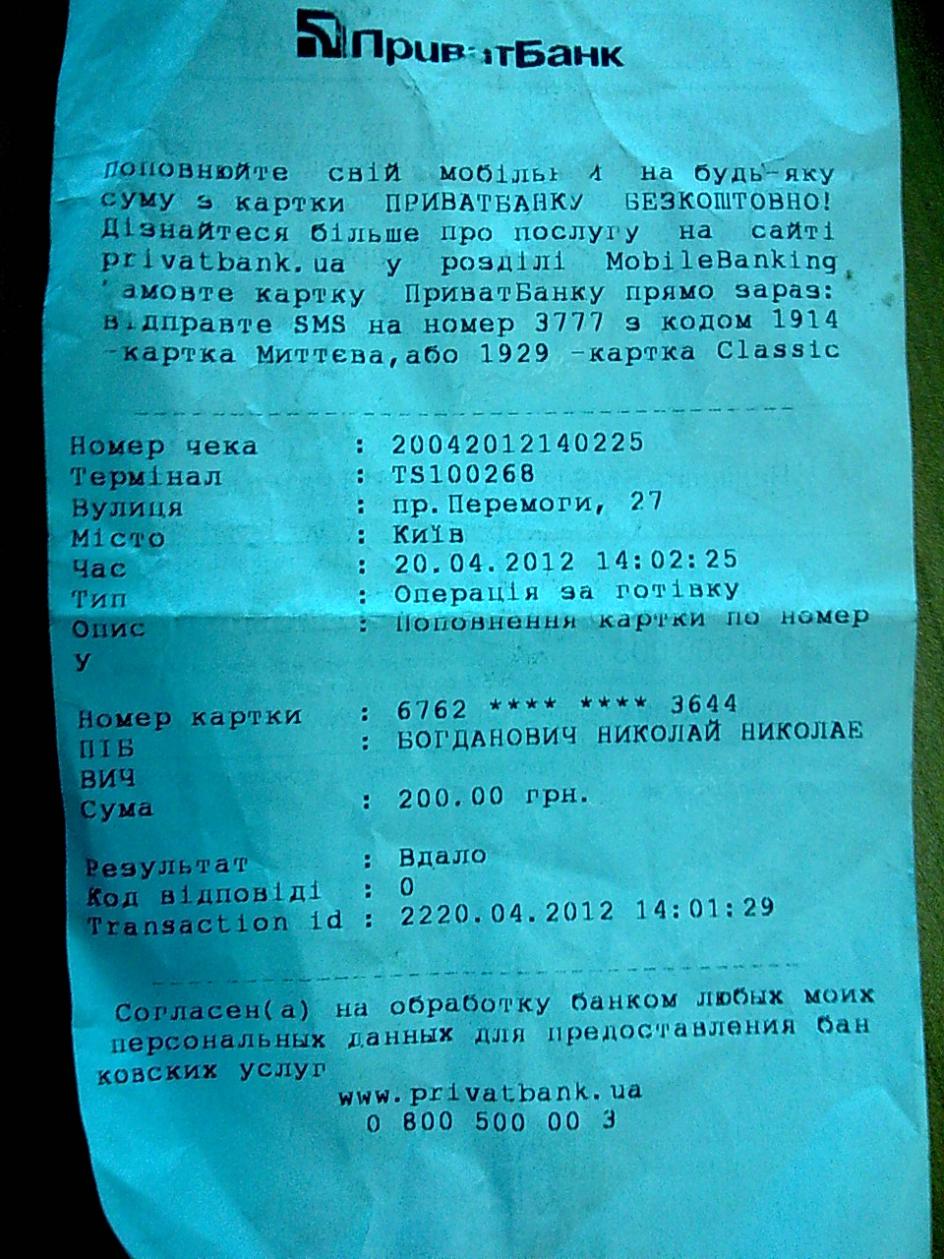 ПриватБанк
Поповнюйте свій мобільн й на будь-яку
суму з картки ПРИВАТБАНКУ БЕЗКОШТОВНО!
Дізнайтеся більше про послугу на сайті
privatbank.ua у розділі MobileBanking.
Замовте картку ПриватБанку прямо зараз:
відправте SMS на номер 3777 з кодом 1914
-картка Миттєва,або 1929 -картка Classic
Номер чека : 20042012140225
Термінал : TS100268
Вулиця : пр.Перемоги, 27
Місто : Київ
Час : 20.04.2012 14:02:25
Тип : Операція за готівку
Опис : Поповнення картки по номер
у
Номер картки : 6762 **** **** 3644
ПІБ : БОГДАНОВИЧ НИКОЛАЙ НИКОЛАЕ
ВИЧ
Сума : 200.00 грн.
Результат : Вдало
Код відповіді : 0
Transaction id : 2220.04.2012 14:01:29
Согласен(а) на обработку банком любых моих
персональных данных для предоставления бан
ковских услуг
www.privatbank.ua
0 800 500 00 3